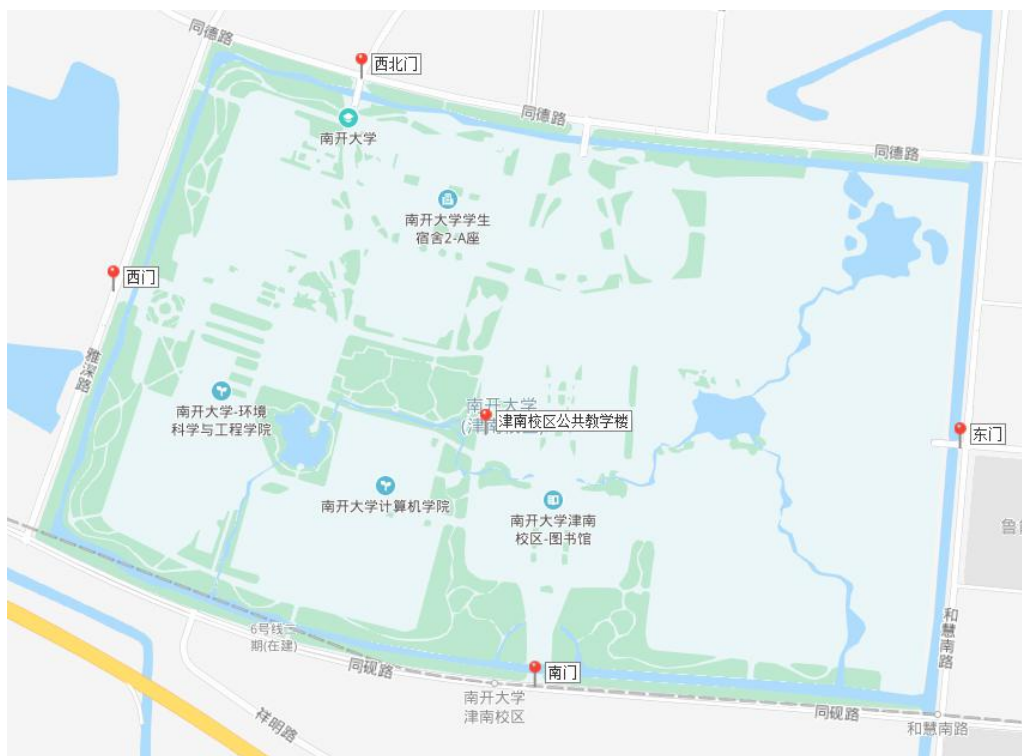 同德路
西北门
同德路
南开大学
同德路
南开大学学生
宿舍2-A座
西门
雅深路
南开大学-环境
科学与工程学院
南开大学
津南校区公共教学楼
东门
南开大学计算机学院
南开大学津南
校区-图书馆
6号线二
期(在建)
同砚路
南门
南开大学
津南校区
祥明路
同砚路
和慧南路
和慧南路